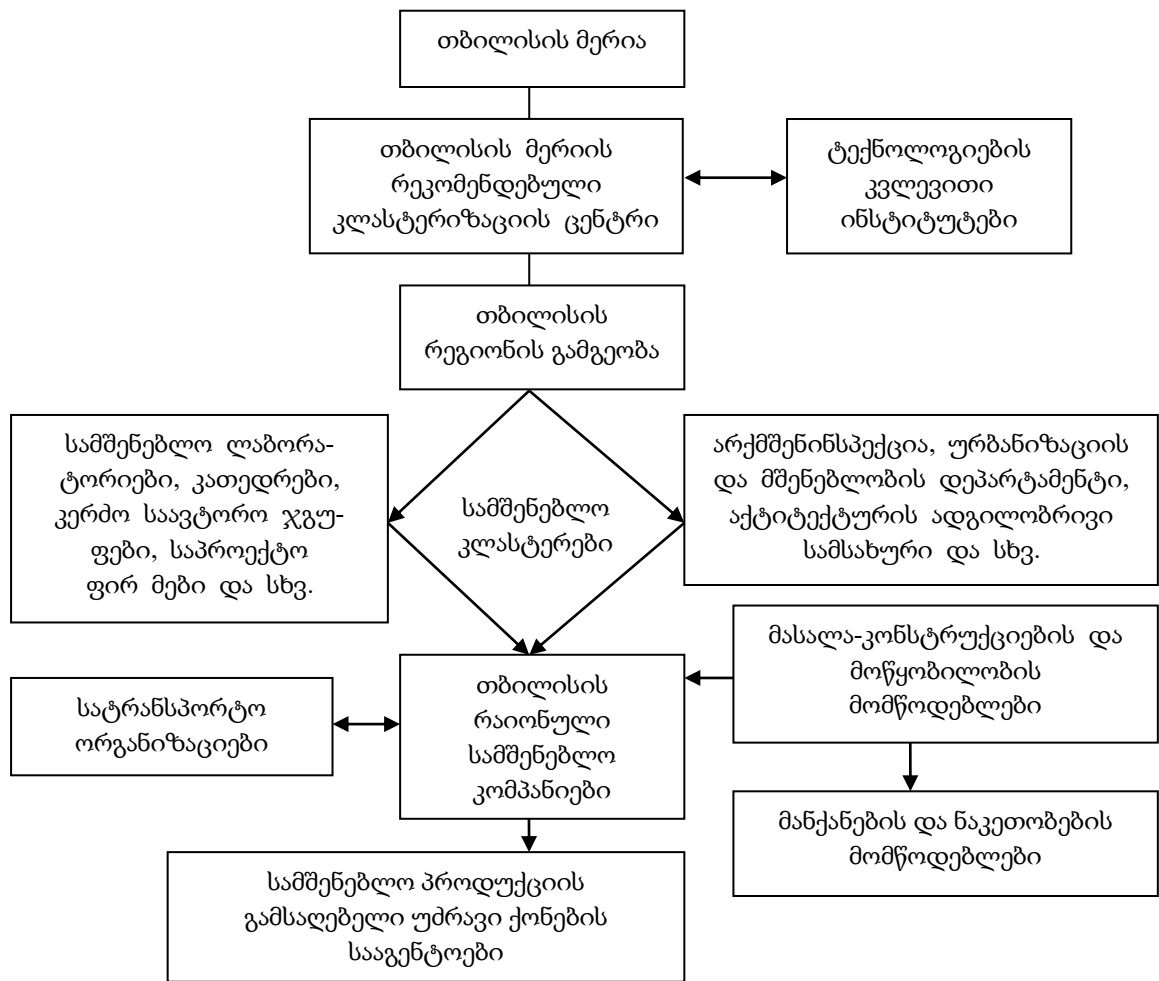 თბილისის მერია
თბილისის მერიის
რეკომენდებული
კლასტერიზაციის ცენტრი
ტექნოლოგიების
კვლევითი
ინსტიტუტები
თბილისის
რეგიონის გამგეობა
სამშენებლო ლაბორა-
ტორიები, კათედრები,
კერძო საავტორო ჯგუ-
ფები, საპროექტო
ფირ მები და სხვ.
სამშენებლო
კლასტერები
არქმშენინსპექცია, ურბანიზაციის
და მშენებლობის დეპარტამენტი,
აქტიტექტურის ადგილობრივი
სამსახური და სხვ.
სატრანსპორტო
ორგანიზაციები
თბილისის
რაიონული
სამშენებლო
კომპანიები
მასალა-კონსტრუქციების და
მოწყობილობის
მომწოდებლები
მანქანების და ნაკეთობების
მომწოდებლები
სამშენებლო პროდუქციის
გამსაღებელი უძრავი ქონების
სააგენტოები